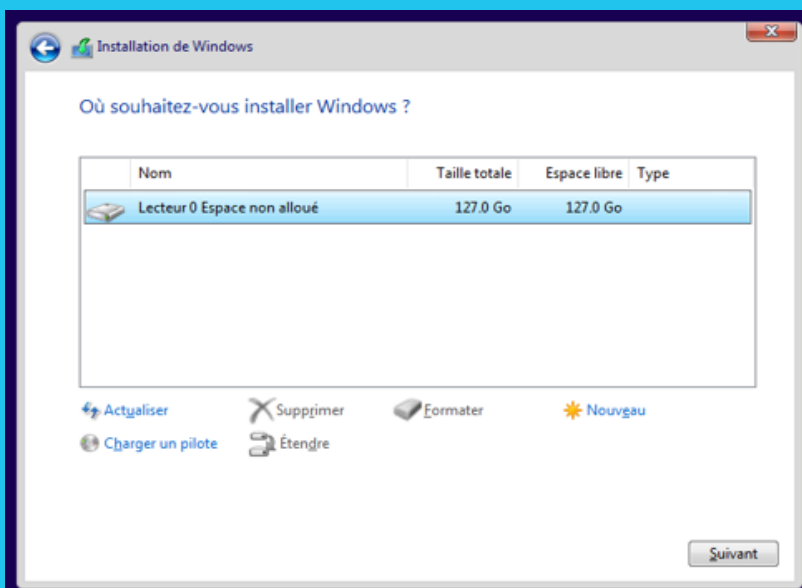 Installation de Windows
Où souhaitez-vous installer Windows ?
Nom Taille totale Espace libre Type
Lecteur 0 Espace non alloué 127.0 Go 127.0 Go
Actualiser Supprimer Formater Nouveau
Charger un pilote Étendre
Suivant